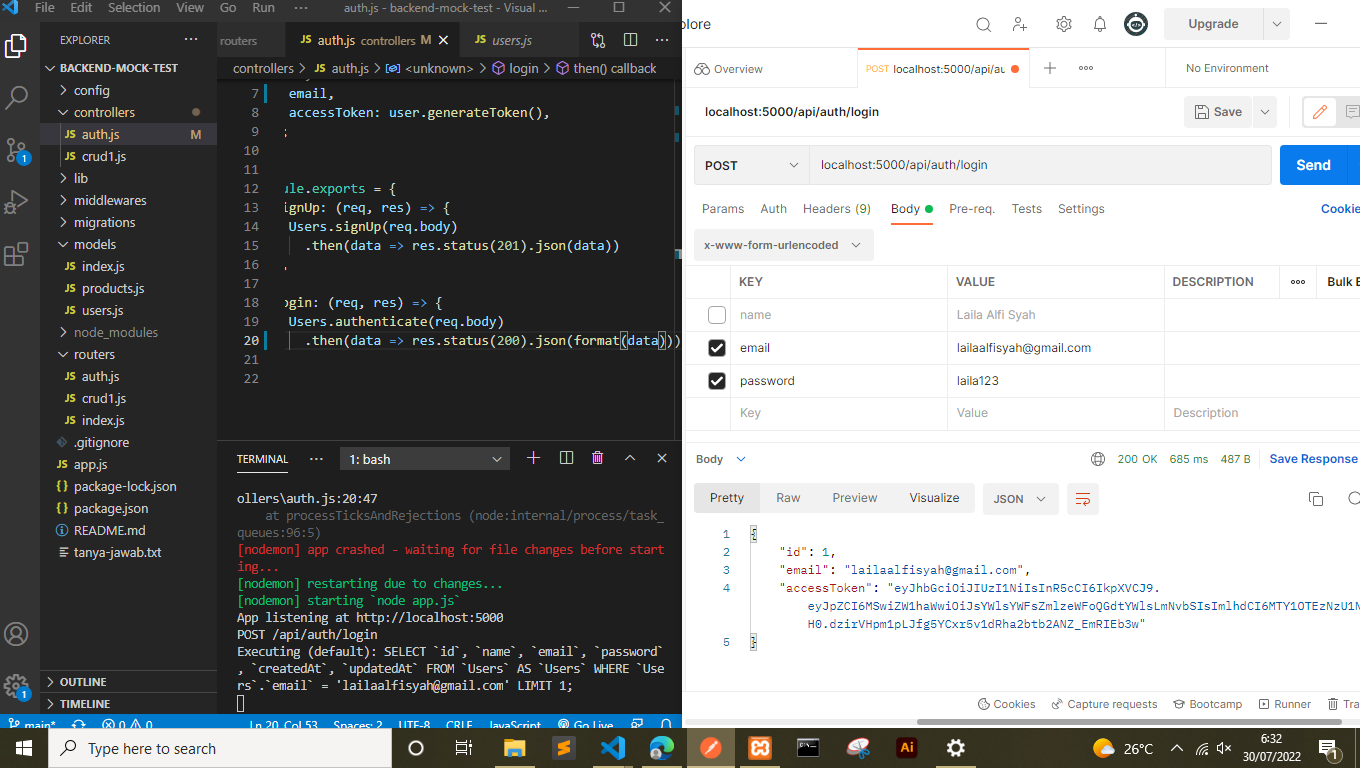 File Edit Selection View Go Run ··· auth.js - backend-mock-test - Visual ...
EXPLORER ···
BACKEND-MOCK-TEST
config
controllers
JS auth.js M
JS crud1.js
lib
middlewares
migrations
models
JS index.js
JS products.js
JS users.js
node_modules
routers
JS auth.js
JS crud1.js
JS index.js
.gitignore
JS app.js
{} package-lock.json
{} package.json
README.md
tanya-jawab.txt
OUTLINE
TIMELINE
1
1
routers JS auth.js controllers M JS users.js ···
controllers > JS auth.js > <unknown> > login > then() callback
7 email,
8 accessToken: user.generateToken(),
9 ;
10
11
12 ule.exports = {
13 ignUp: (req, res) => {
14 Users.signUp(req.body)
15 .then(data => res.status(201).json(data))
16 ,
17
18 ogin: (req, res) => {
19 Users.authenticate(req.body)
20 .then(data => res.status(200).json(format(data)))
21
22
TERMINAL ··· 1: bash
ollers\auth.js:20:47
at processTicksAndRejections (node:internal/process/task_
queues:96:5)
[nodemon] app crashed - waiting for file changes before start
ing...
[nodemon] restarting due to changes...
[nodemon] starting `node app.js`
App listening at http://localhost:5000
POST /api/auth/login
Executing (default): SELECT `id`, `name`, `email`, `password`
, `createdAt`, `updatedAt` FROM `Users` AS `Users` WHERE `Use
rs`.`email` = 'lailaalfisyah@gmail.com' LIMIT 1;
main* 0 0 Ln 20, Col 53 Spaces: 2 UTF-8 CRLF JavaScript Go Live
plore Upgrade
Overview POST localhost:5000/api/au No Environment
localhost:5000/api/auth/login Save
POST localhost:5000/api/auth/login Send
Params Auth Headers (9) Body Pre-req. Tests Settings Cookie
x-www-form-urlencoded
KEY VALUE DESCRIPTION ··· Bulk E
name Laila Alfi Syah
email lailaalfisyah@gmail.com
password laila123
Key Value Description
Body 200 OK 685 ms 487 B Save Response
Pretty Raw Preview Visualize JSON
1 {
2 "id": 1,
3 "email": "lailaalfisyah@gmail.com",
4 "accessToken": "eyJhbGciOiJIUzI1NiIsInR5cCI6IkpXVCJ9.
eyJpZCI6MSwiZW1haWwiOiJsYWlsYWFsZmlzeWFoQGdtYWlsLmNvbSIsImlhdCI6MTY1OTEzNzU1N
H0.dzirVHpm1pLJfg5YCxr5v1dRha2btb2ANZ_EmRIEb3w"
5 }
Cookies Capture requests Bootcamp Runner Tra
Type here to search
Ai
26°C
6:32
30/07/2022
1